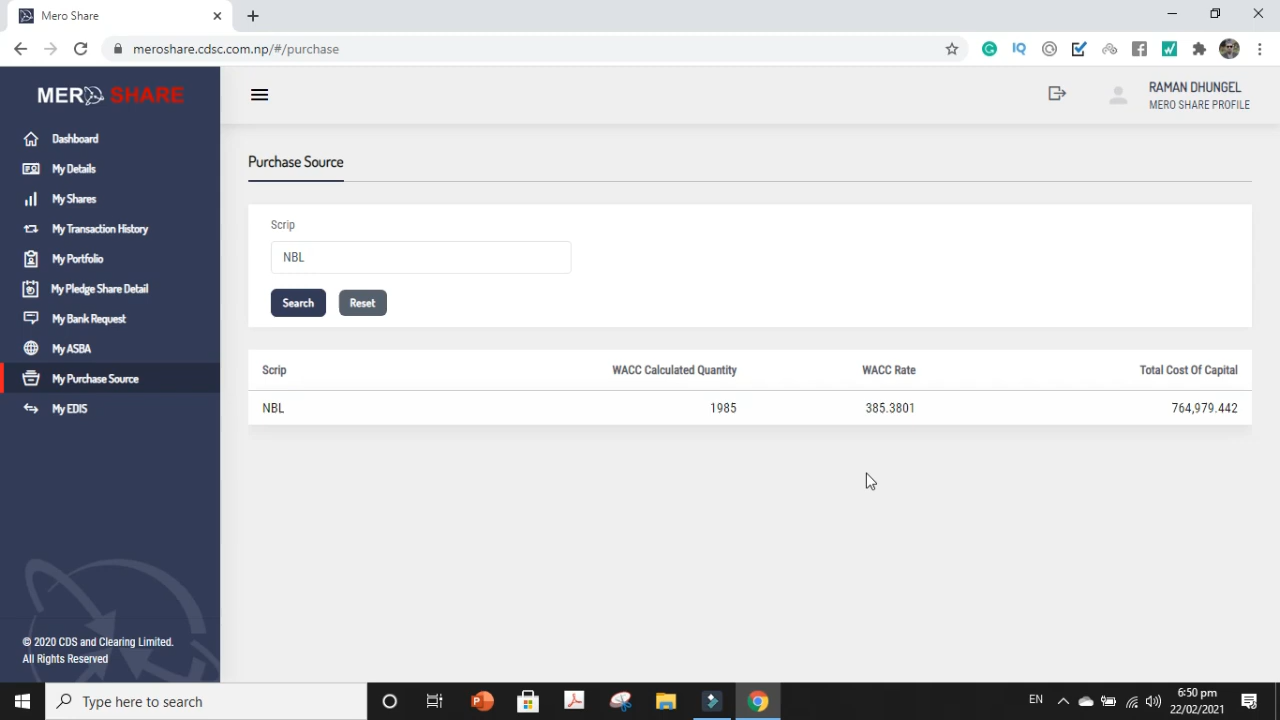 Mero Share
meroshare.cdsc.com.np/#/purchase
MERO SHARE
RAMAN DHUNGEL
MERO SHARE PROFILE
Dashboard
My Details
My Shares
My Transaction History
My Portfolio
My Pledge Share Detail
My Bank Request
My ASBA
My Purchase Source
My EDIS
© 2020 CDS and Clearing Limited.
All Rights Reserved
Purchase Source
Scrip
NBL
Search Reset
Scrip WACC Calculated Quantity WACC Rate Total Cost Of Capital
NBL 1985 385.3801 764,979.442
Type here to search
EN
6:50 pm
22/02/2021